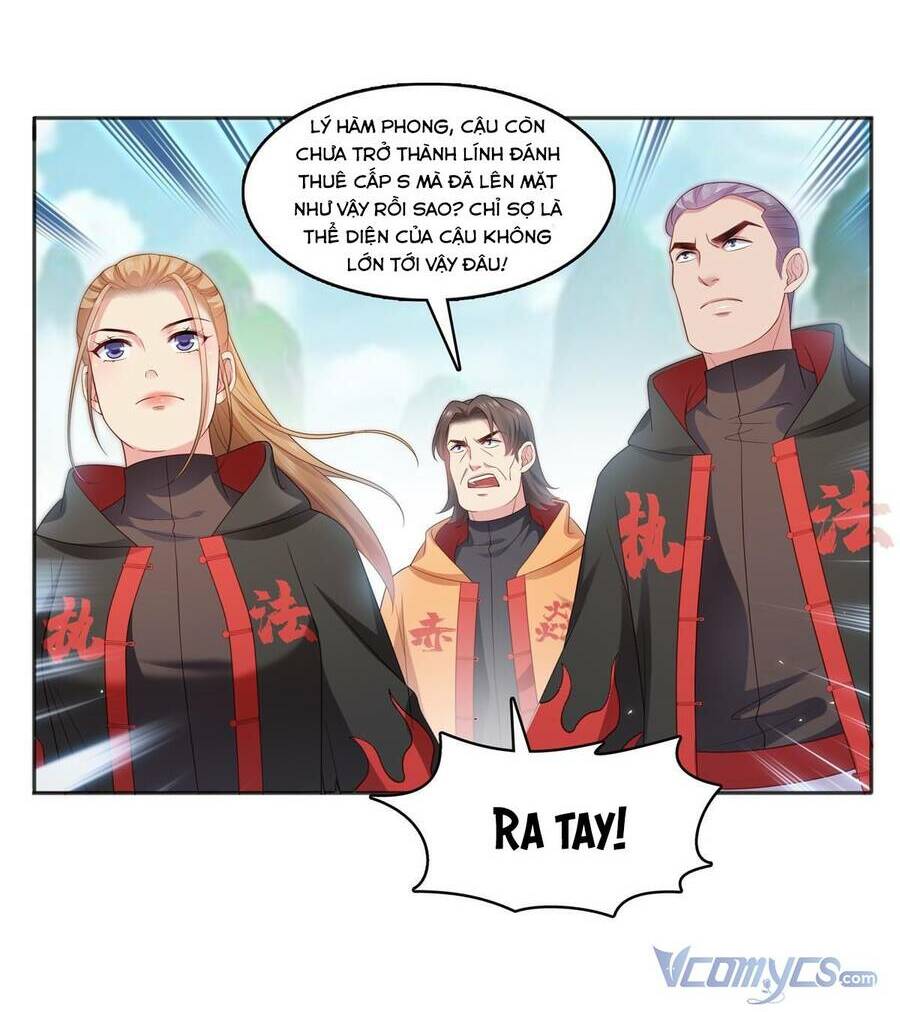 LÝ HÀM PHONG, CẬU CÒN
CHƯA TRỞ THÀNH LÍNH ĐÁNH
THUÊ CẤP S MÀ ĐÃ LÊN MẶT
NHƯ VẬY RỒI SAO? CHỈ SỢ LÀ
THỂ DIỆN CỦA CẬU KHÔNG
LỚN TỚI VẬY ĐÂU!
执 法
赤 焱
执 法
RA TAY!
VCOMYCS.com